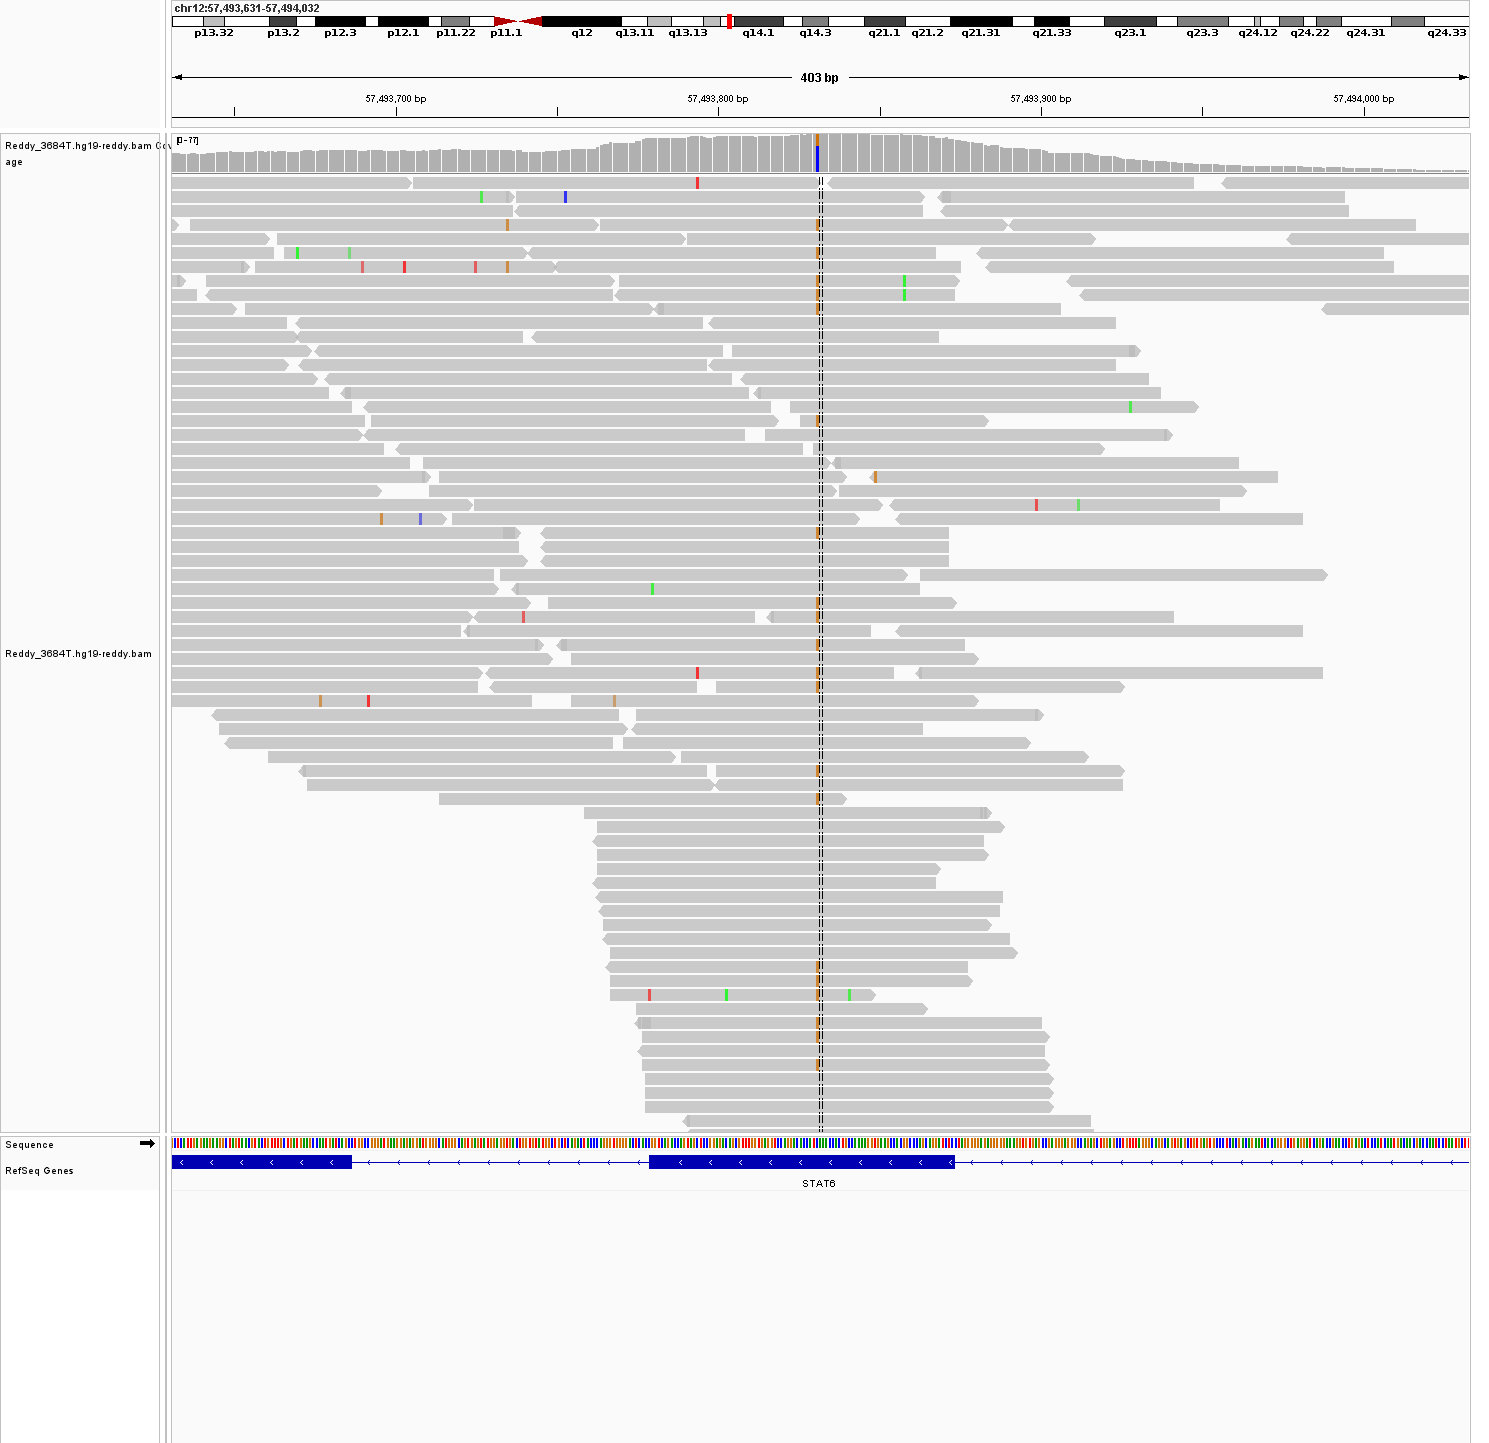 chr12:57,493,631-57,494,032
p13.32 p13.2 p12.3 p12.1 p11.22 p11.1 q12 q13.11 q13.13 q14.1 q14.3 q21.1 q21.2 q21.31 q21.33 q23.1 q23.3 q24.12 q24.22 q24.31 q24.33
403 bp
57,493,700 bp 57,493,800 bp 57,493,900 bp 57,494,000 bp
Reddy_3684T.hg19-reddy.bam Cov
age
[0-77]
Reddy_3684T.hg19-reddy.bam
Sequence
RefSeq Genes
STAT6